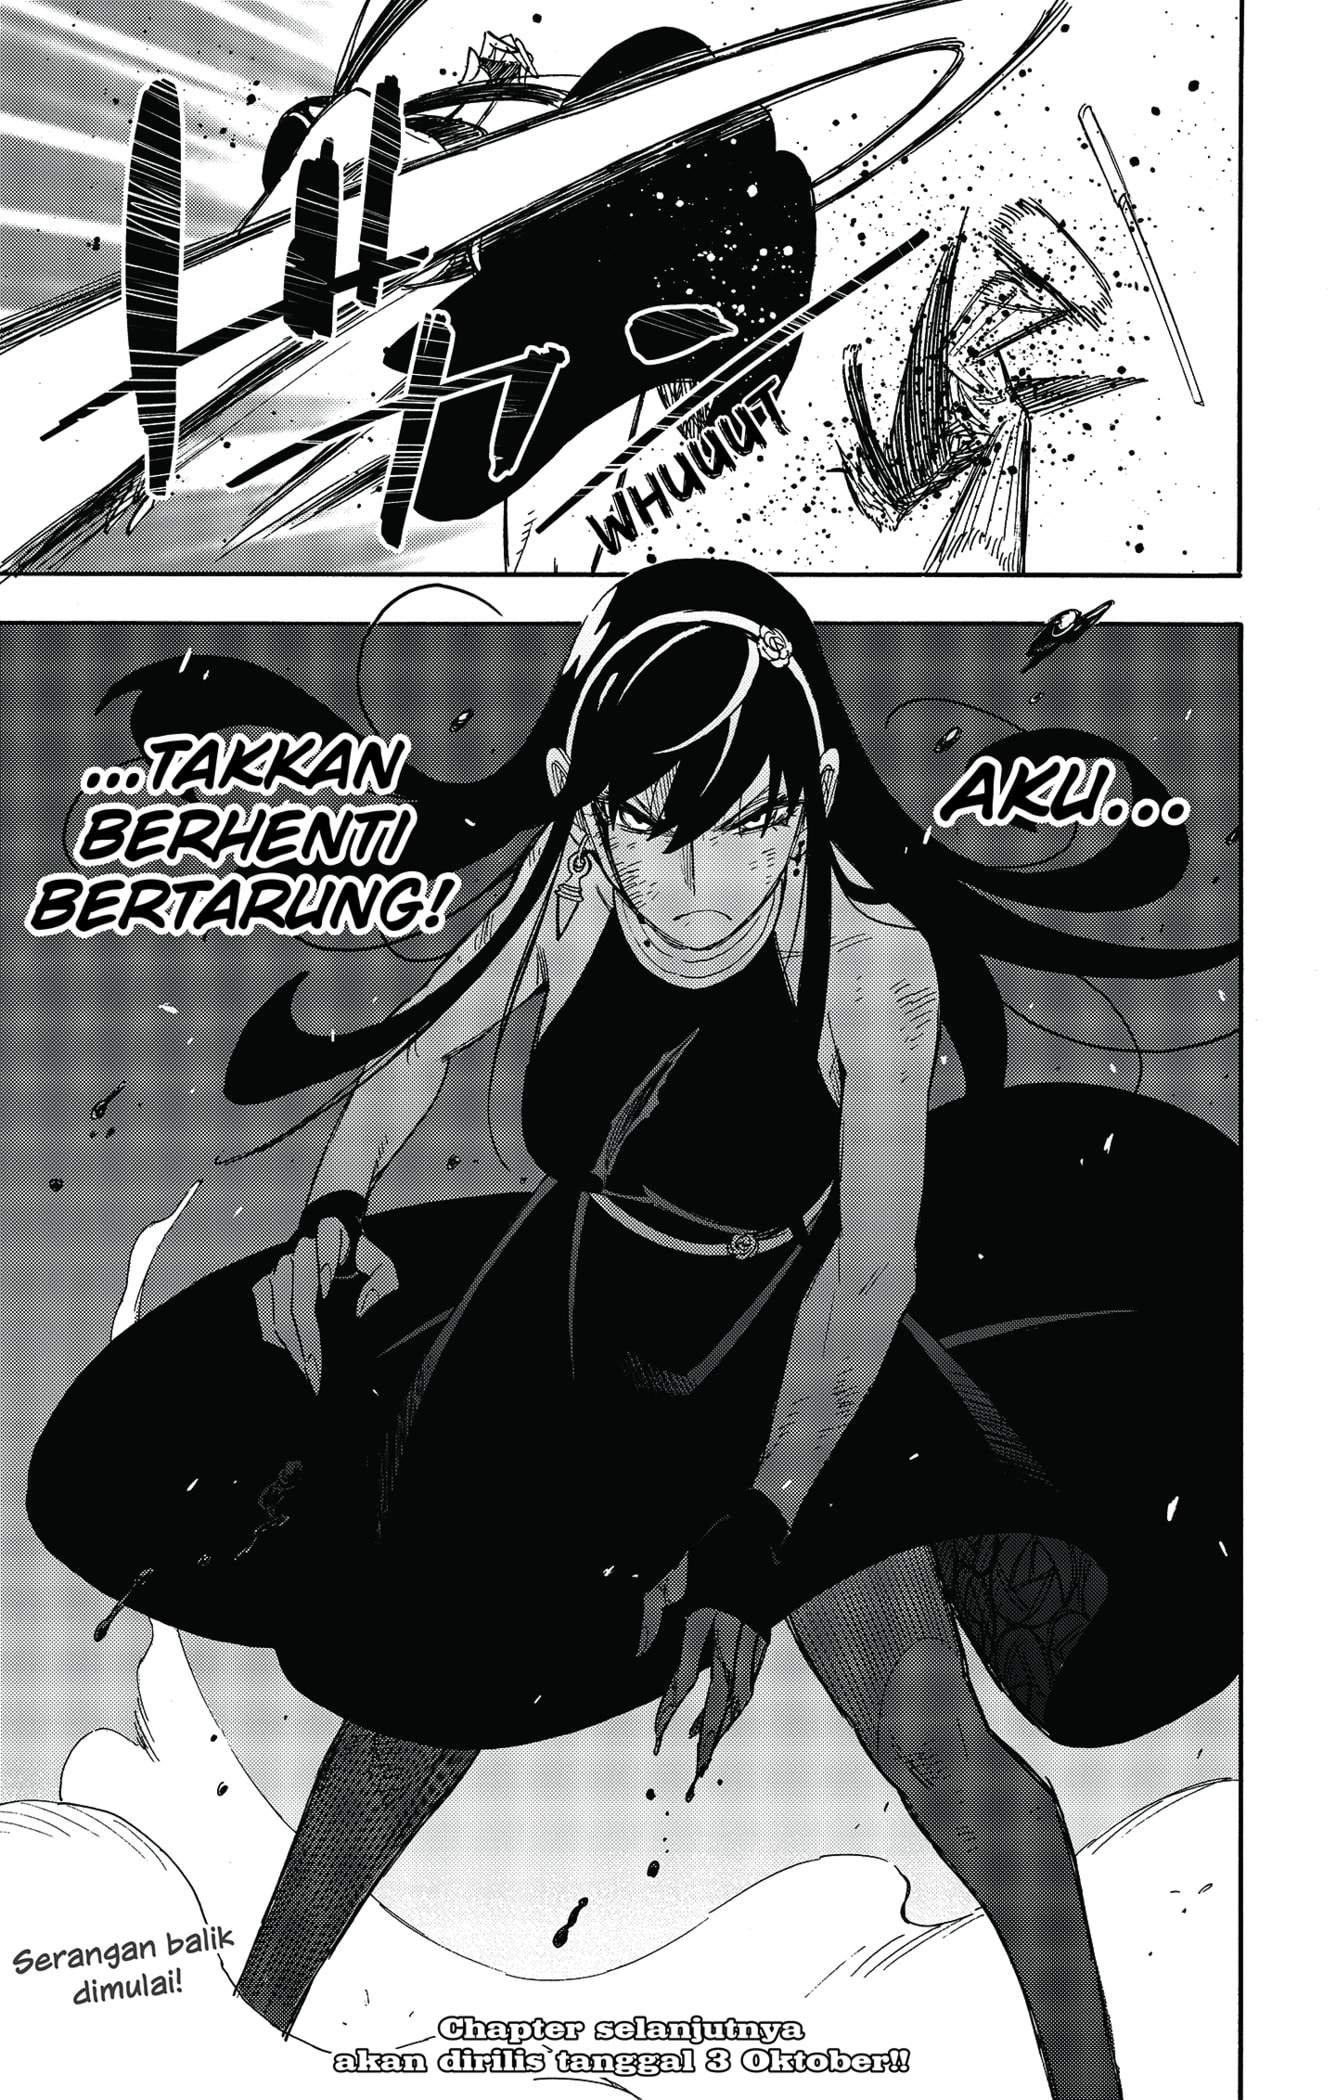 WHUUUT
AKU...
...TAKKAN
BERHENTI
BERTARUNG!
Serangan balik
dimulai!
Chapter selanjutnya
akan dirilis tanggal 3 Oktober!!